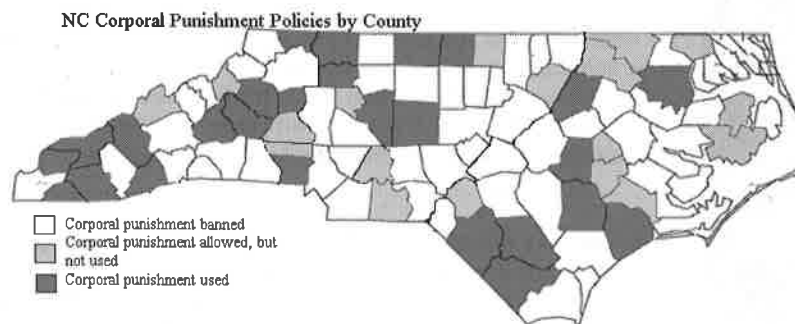 NC Corporal Punishment Policies by County
Corporal punishment banned
Corporal punishment allowed, but
not used
Corporal punishment used